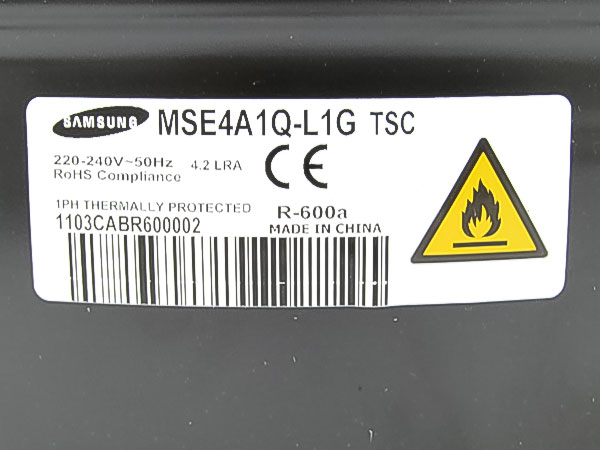 SAMSUNG MSE4A1Q-L1G TSC
220-240V~50Hz 4.2 LRA
RoHS Compliance
CE
1PH THERMALLY PROTECTED R-600a
1103CABR600002 MADE IN CHINA